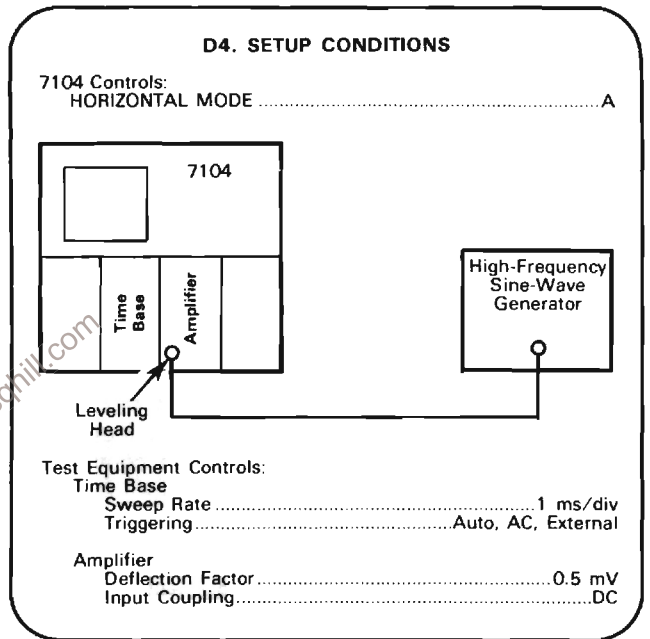 D4. SETUP CONDITIONS
7104 Controls:
HORIZONTAL MODE ........................................................ A
7104
Time
Base
Amplifier
High-Frequency
Sine-Wave
Generator
Leveling
Head
Test Equipment Controls:
Time Base
Sweep Rate ........................................................ 1 ms/div
Triggering ........................................ Auto, AC, External
Amplifier
Deflection Factor ................................................ 0.5 mV
Input Coupling ........................................................ DC